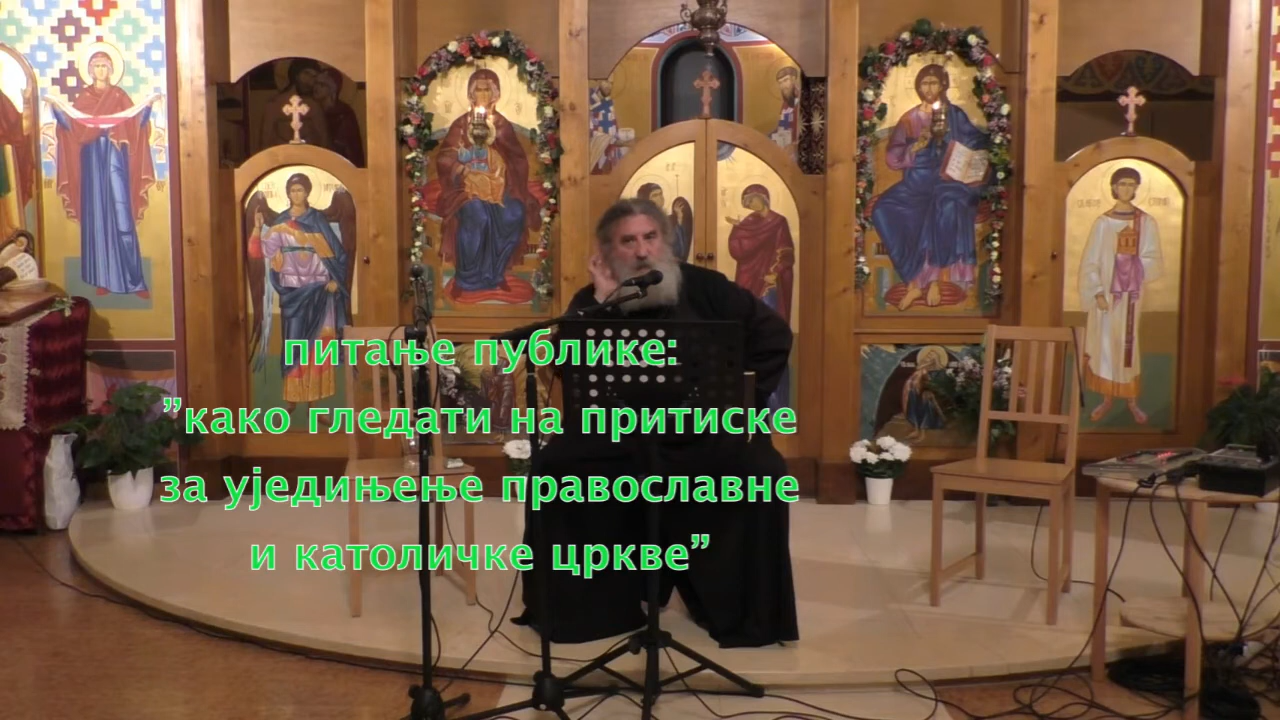 питање публике:
”како гледати на притиске
за уједињење православне
и католичке цркве”